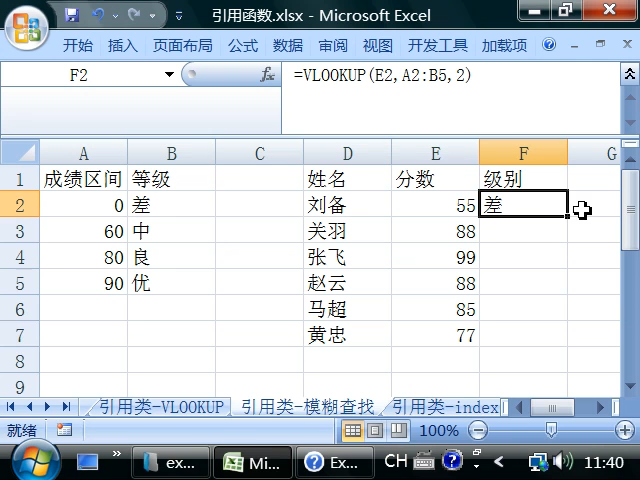 引用函数.xlsx - Microsoft Excel
开始 插入 页面布局 公式 数据 审阅 视图 开发工具 加载项
F2 fx =VLOOKUP(E2,A2:B5,2)
A B C D E F G
1 成绩区间 等级 姓名 分数 级别
2 0 差 刘备 55 差
3 60 中 关羽 88
4 80 良 张飞 99
5 90 优 赵云 88
6 马超 85
7 黄忠 77
8
9
引用类-VLOOKUP 引用类-模糊查找 引用类-index
就绪 100%
ex... Mi... Ex... CH 11:40